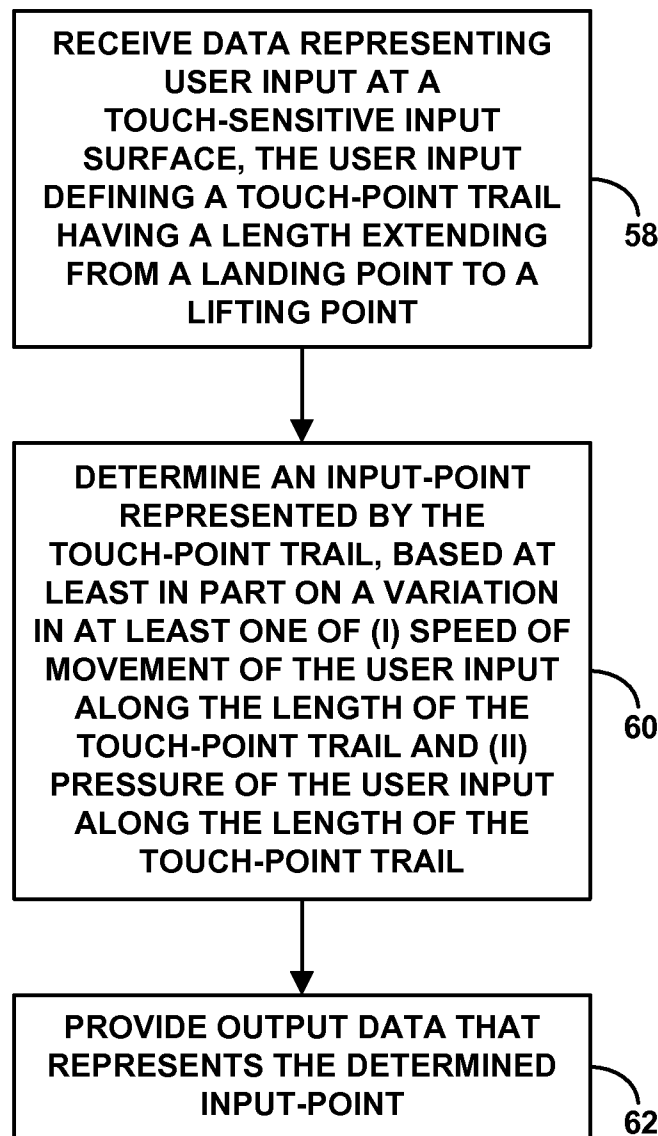 RECEIVE DATA REPRESENTING
USER INPUT AT A
TOUCH-SENSITIVE INPUT
SURFACE, THE USER INPUT
DEFINING A TOUCH-POINT TRAIL
HAVING A LENGTH EXTENDING
FROM A LANDING POINT TO A
LIFTING POINT
58
DETERMINE AN INPUT-POINT
REPRESENTED BY THE
TOUCH-POINT TRAIL, BASED AT
LEAST IN PART ON A VARIATION
IN AT LEAST ONE OF (I) SPEED OF
MOVEMENT OF THE USER INPUT
ALONG THE LENGTH OF THE
TOUCH-POINT TRAIL AND (II)
PRESSURE OF THE USER INPUT
ALONG THE LENGTH OF THE
TOUCH-POINT TRAIL
60
PROVIDE OUTPUT DATA THAT
REPRESENTS THE DETERMINED
INPUT-POINT
62